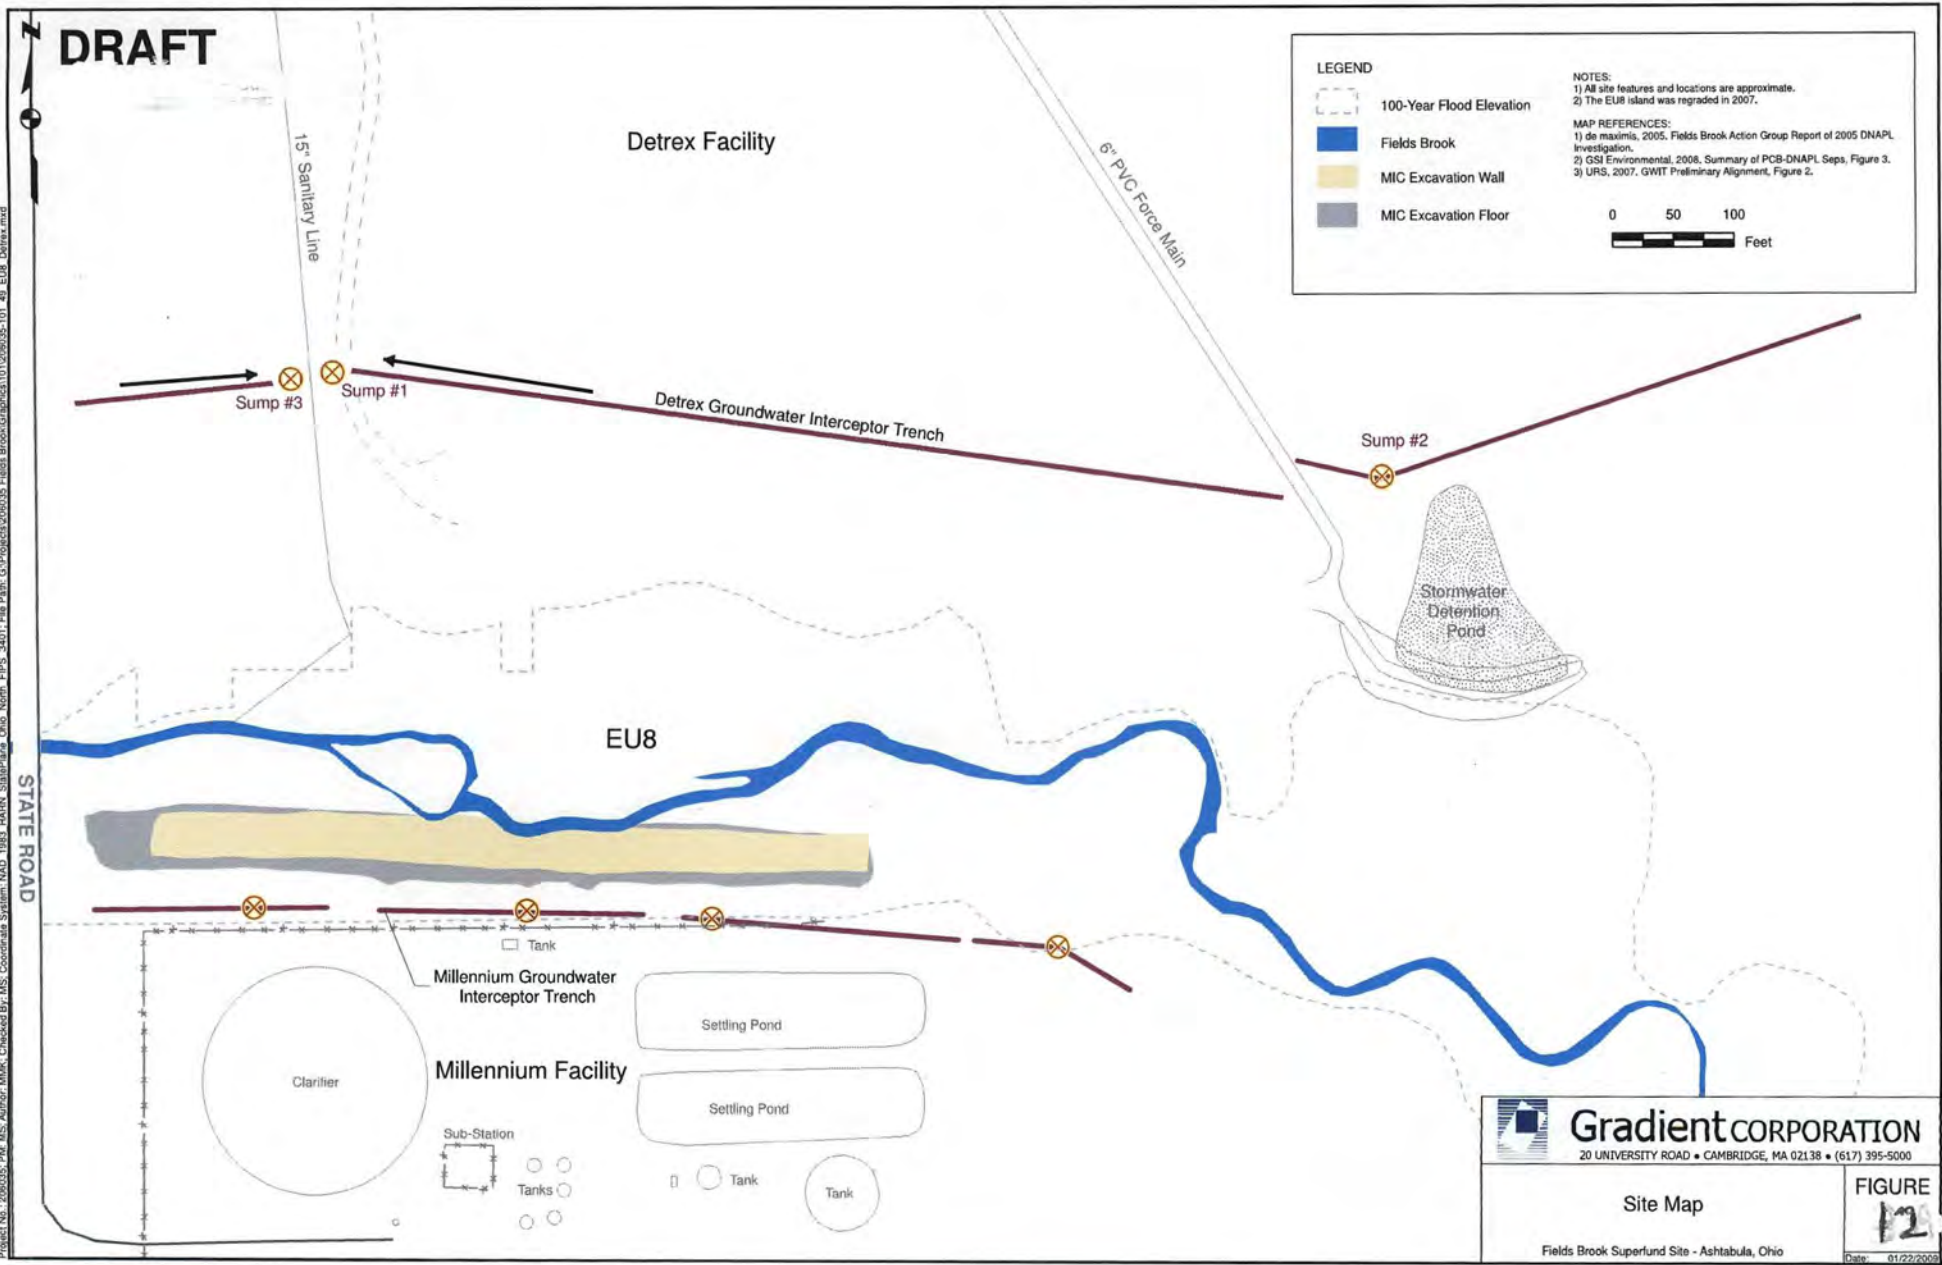 N
DRAFT
15" Sanitary Line
Detrex Facility
6" PVC Force Main
LEGEND
100-Year Flood Elevation
Fields Brook
MIC Excavation Wall
MIC Excavation Floor
NOTES:
1) All site features and locations are approximate.
2) The EU8 island was regraded in 2007.
MAP REFERENCES:
1) de maximis, 2005. Fields Brook Action Group Report of 2005 DNAPL
Investigation.
2) GSI Environmental, 2008. Summary of PCB-DNAPL Seps, Figure 3.
3) URS, 2007. GWIT Preliminary Alignment, Figure 2.
0 50 100
Feet
Sump #3
Sump #1
Detrex Groundwater Interceptor Trench
Sump #2
Stormwater
Detention
Pond
EU8
STATE ROAD
Tank
Millennium Groundwater
Interceptor Trench
Settling Pond
Clarifier
Millennium Facility
Settling Pond
Sub-Station
Tanks
Tank
Tank
Gradient CORPORATION
20 UNIVERSITY ROAD • CAMBRIDGE, MA 02138 • (617) 395-5000
Site Map
Fields Brook Superfund Site - Ashtabula, Ohio
FIGURE
Date: 01/22/2009